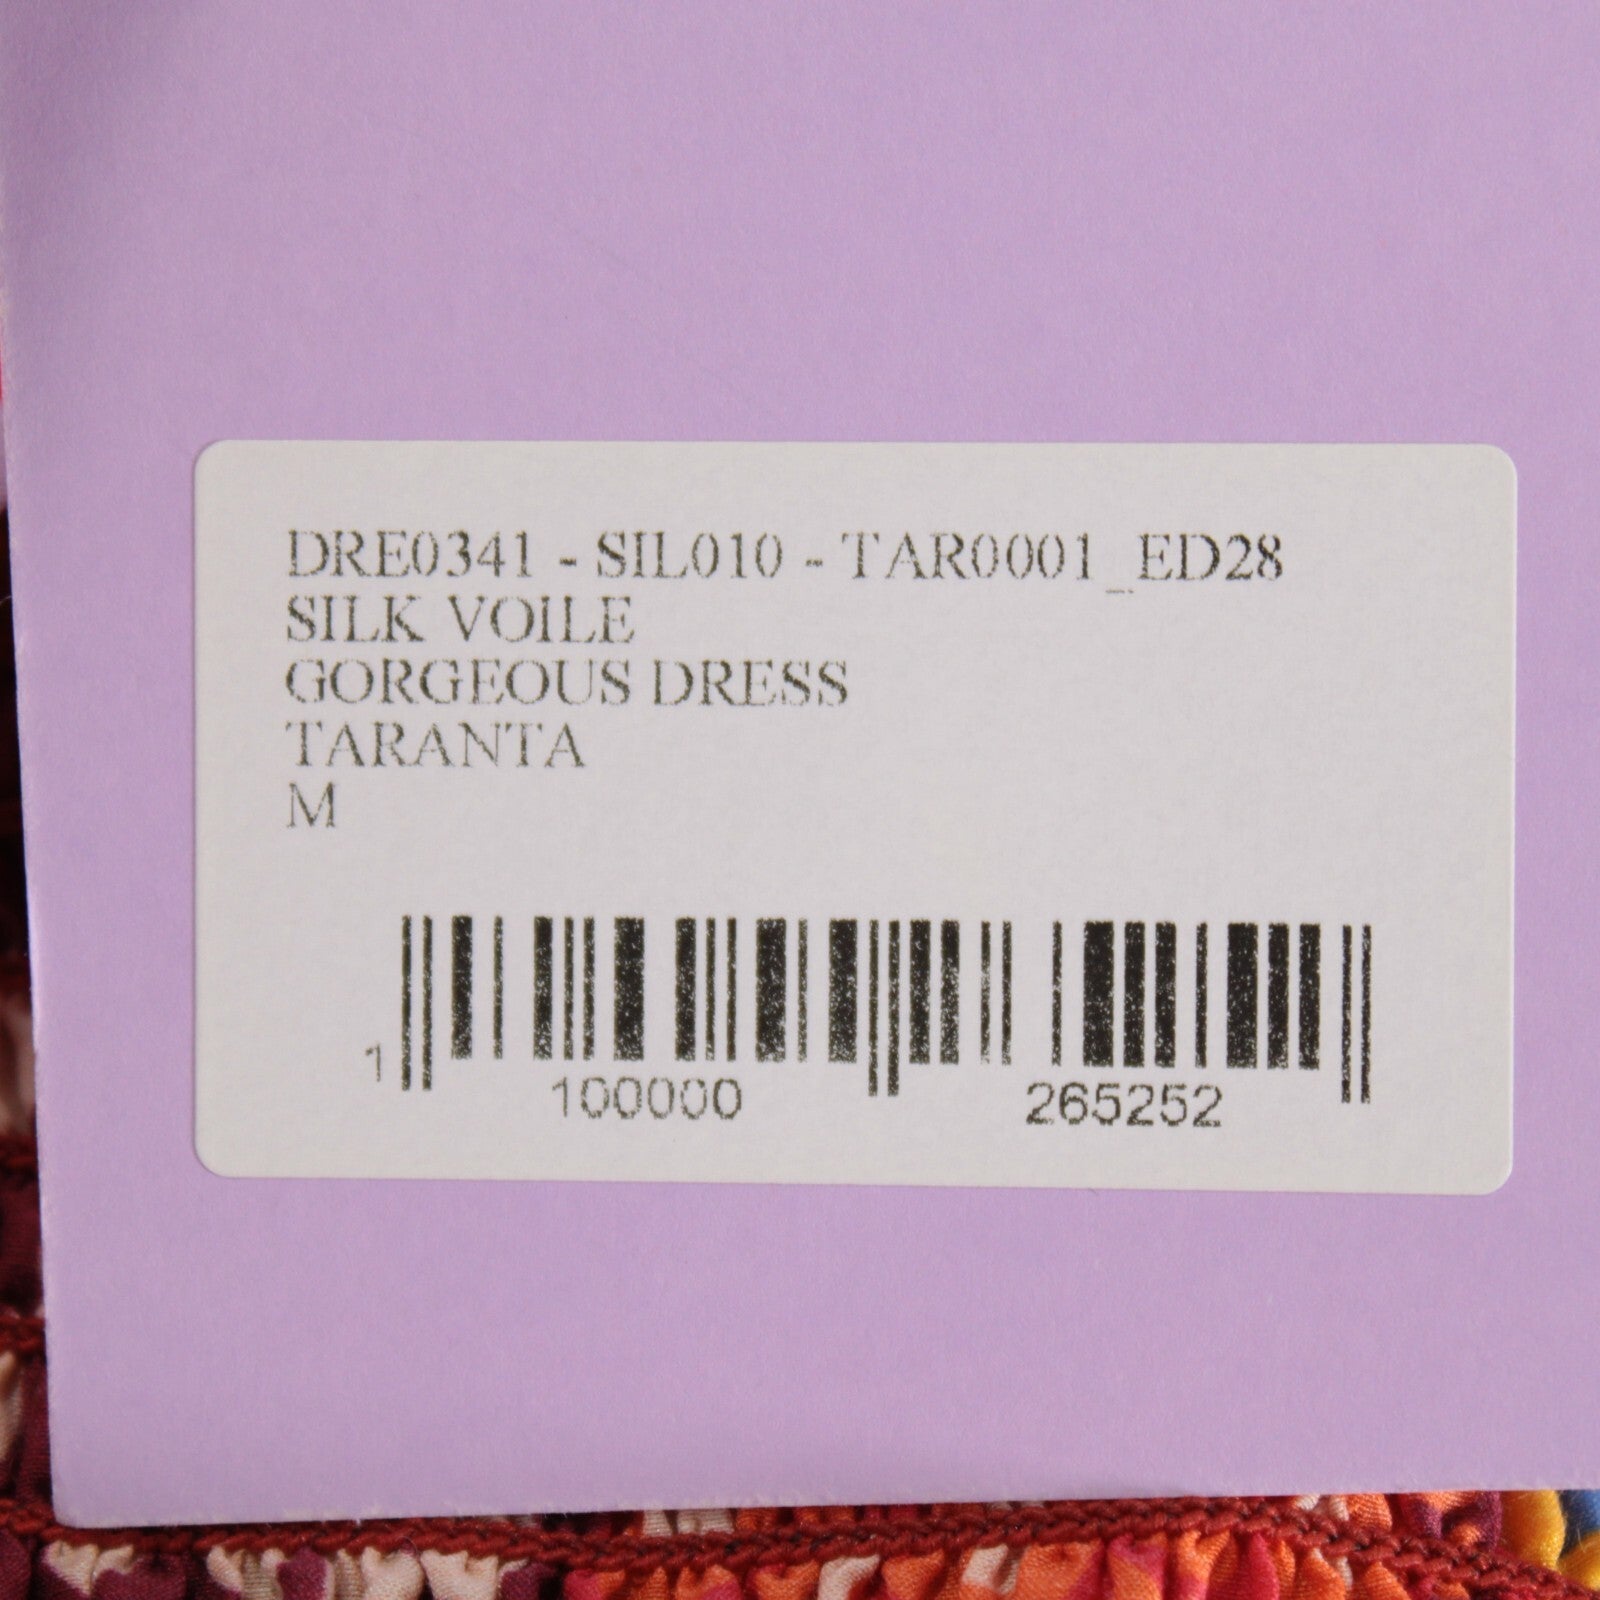 DRE0341 - SIL010 - TAR0001_ED28
SILK VOILE
GORGEOUS DRESS
TARANTA
M
1 100000 265252